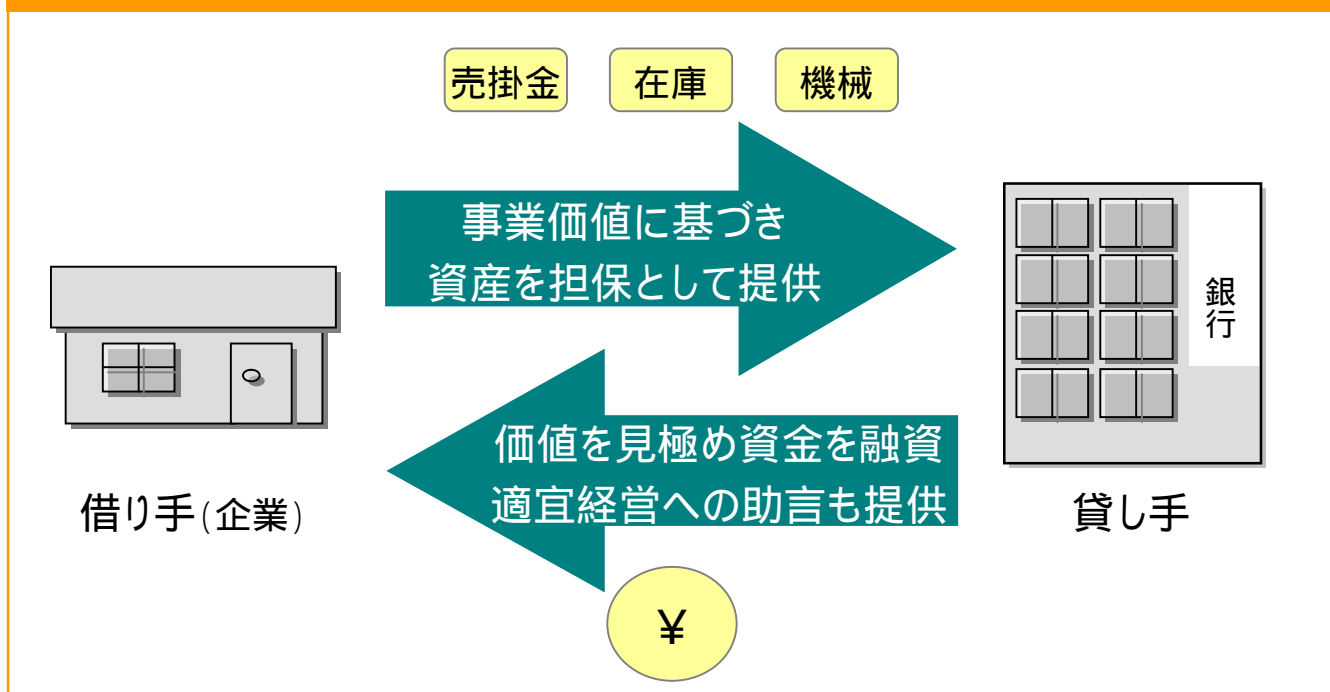 売掛金 在庫 機械
事業価値に基づき
資産を担保として提供
銀行
価値を見極め資金を融資
適宜経営への助言も提供
借り手(企業)
貸し手
¥